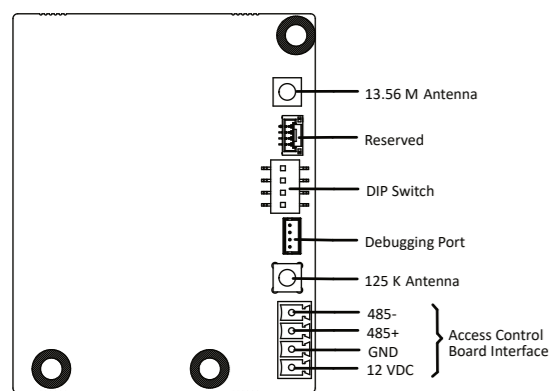 13.56 M Antenna
Reserved
DIP Switch
Debugging Port
125 K Antenna
485-
485+
GND
12 VDC
Access Control
Board Interface